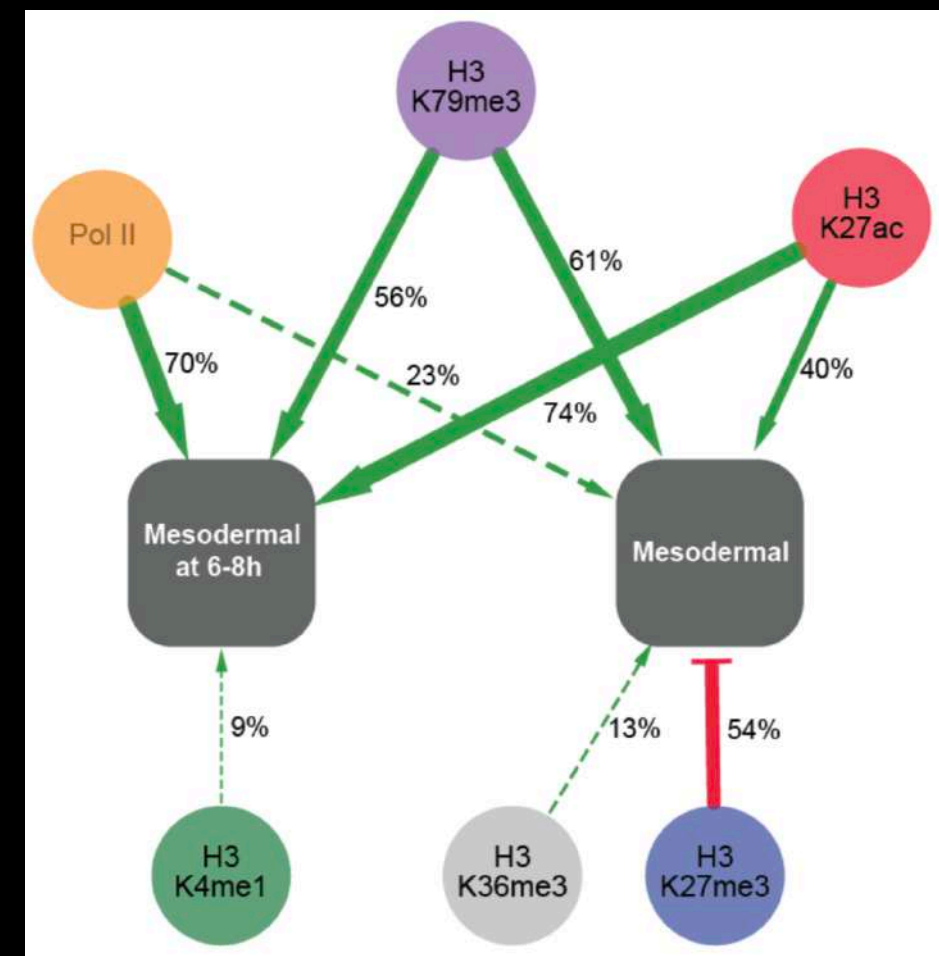 H3
K79me3
H3
K27ac
Pol II
61%
56%
70%
23%
40%
74%
Mesodermal
at 6-8h
Mesodermal
9%
13%
54%
H3
K4me1
H3
K36me3
H3
K27me3